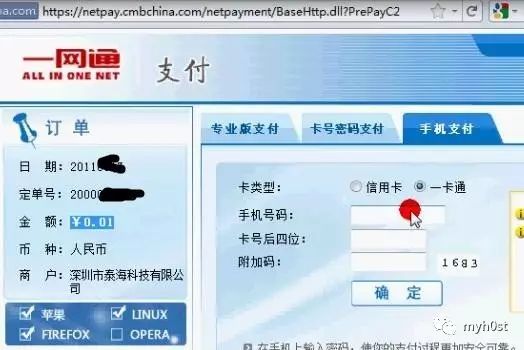 oa.com https://netpay.cmbchina.com/netpayment/BaseHttp.dll?PrePayC2
一网通
ALL IN ONE NET
支付
订单
专业版支付 卡号密码支付 手机支付
日 期: 20110
定单号: 20000
金 额: ¥0.01
币 种: 人民币
商 户: 深圳市泰海科技有限公司
苹果 LINUX
FIREFOX OPERA
卡类型: 信用卡 一卡通
手机号码:
卡号后四位:
附加码: 1683
确 定
在手机上输入密码，使你的支付过程更加安全可靠。
myh0st